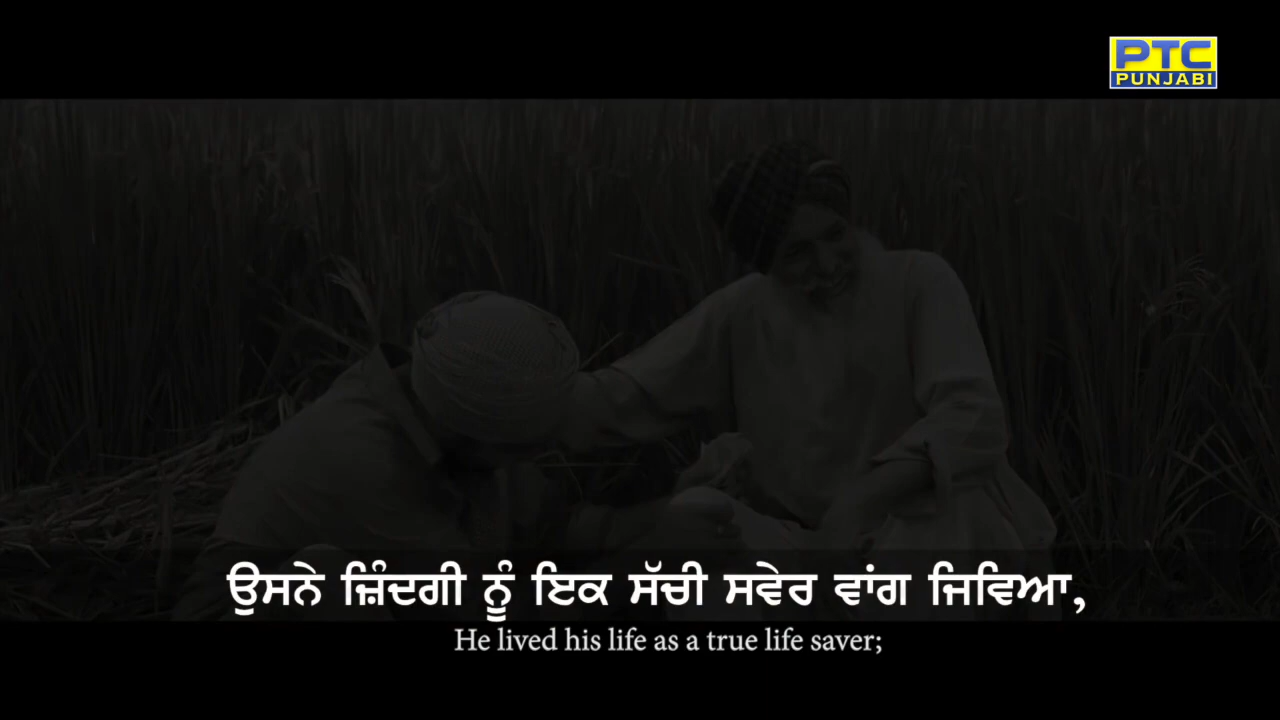 PTC
PUNJABI
ਉਸਨੇ ਜ਼ਿੰਦਗੀ ਨੂੰ ਇਕ ਸੱਚੀ ਸਵੇਰ ਵਾਂਗ ਜਿਵਿਆ,
He lived his life as a true life saver;